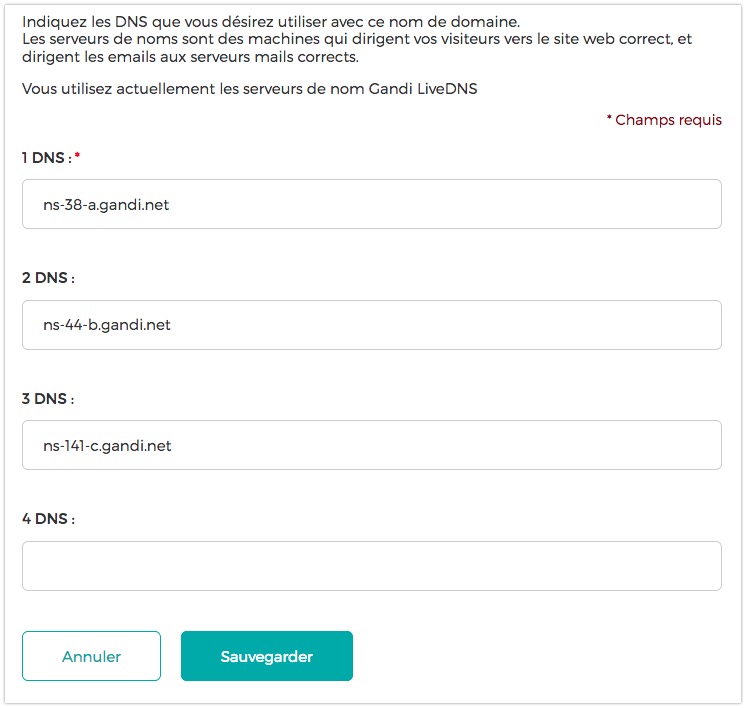 Indiquez les DNS que vous désirez utiliser avec ce nom de domaine.
Les serveurs de noms sont des machines qui dirigent vos visiteurs vers le site web correct, et
dirigent les emails aux serveurs mails corrects.
Vous utilisez actuellement les serveurs de nom Gandi LiveDNS
* Champs requis
1 DNS : *
ns-38-a.gandi.net
2 DNS :
ns-44-b.gandi.net
3 DNS :
ns-141-c.gandi.net
4 DNS :
Annuler
Sauvegarder